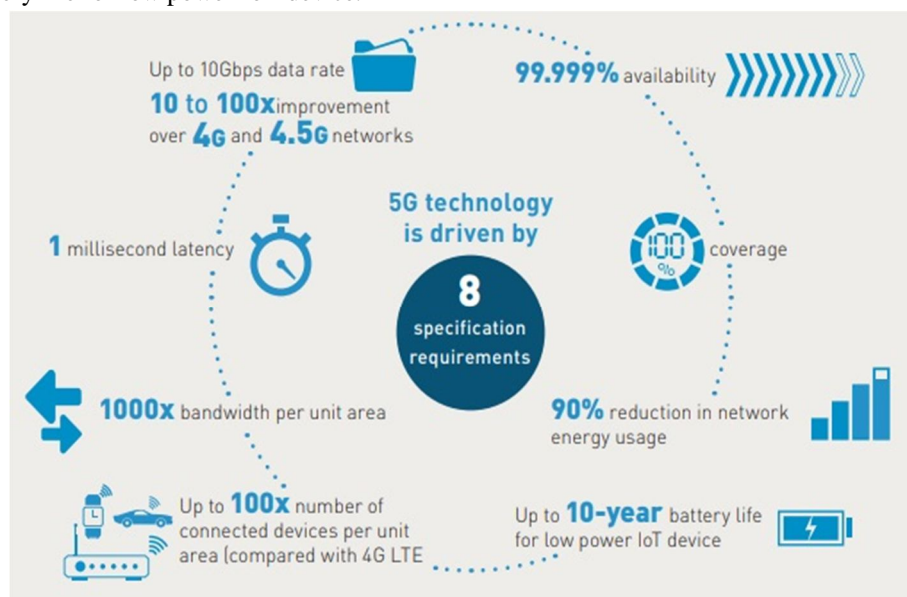 Up to 10Gbps data rate
10 to 100x improvement
over 4G and 4.5G networks
99.999% availability
5G technology
is driven by
8
specification
requirements
1 millisecond latency
100
%
coverage
1000x bandwidth per unit area
90% reduction in network
energy usage
Up to 100x number of
connected devices per unit
area (compared with 4G LTE
Up to 10-year battery life
for low power IoT device